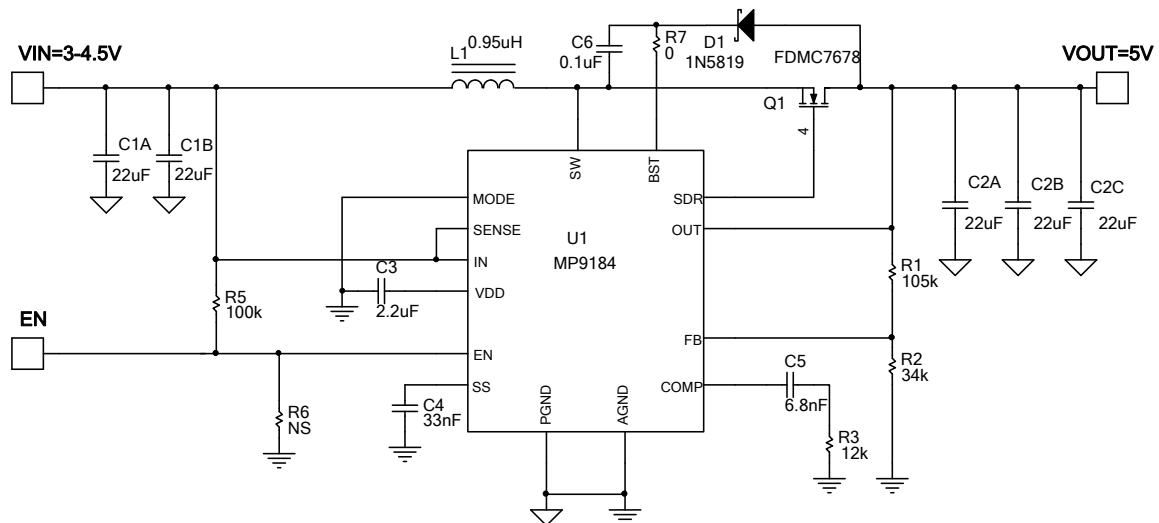 VIN=3-4.5V
L1
0.95uH
C6
0.1uF
R7
0
D1
1N5819
FDMC7678
VOUT=5V
Q1
4
C1A
22uF
C1B
22uF
SW
BST
MODE
SENSE
IN
VDD
EN
SS
SDR
OUT
FB
COMP
PGND
AGND
U1
MP9184
C2A
22uF
C2B
22uF
C2C
22uF
C3
2.2uF
R1
105k
R5
100k
EN
R2
34k
C5
6.8nF
R6
NS
C4
33nF
R3
12k